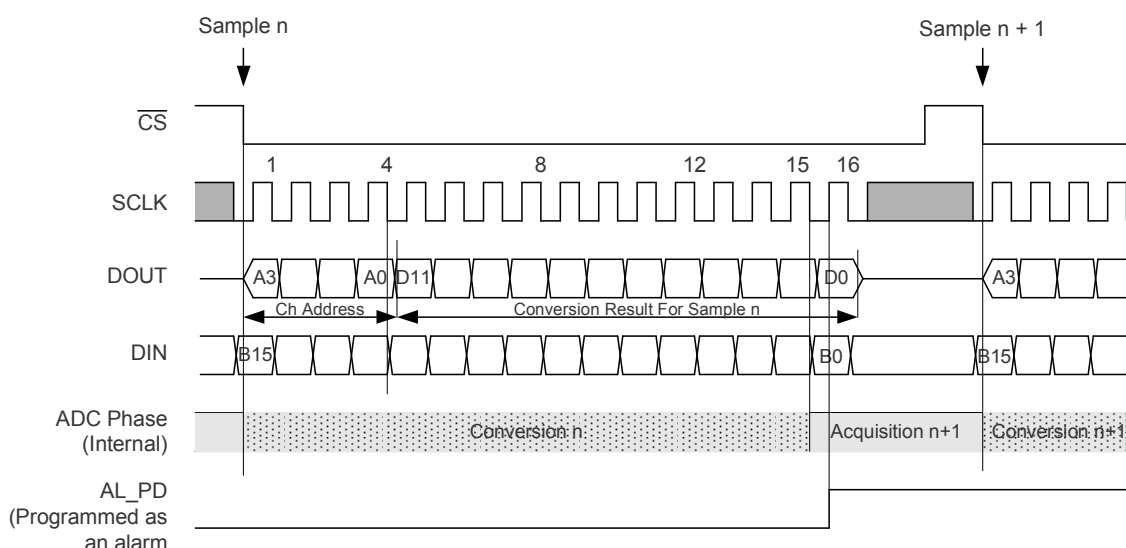 Sample n
Sample n + 1
CS
1 4 8 12 15 16
SCLK
DOUT
A3 A0 D11 D0 A3
Ch Address
Conversion Result For Sample n
DIN
B15 B0 B15
ADC Phase
(Internal)
Conversion n
Acquisition n+1
Conversion n+1
AL_PD
(Programmed as
an alarm